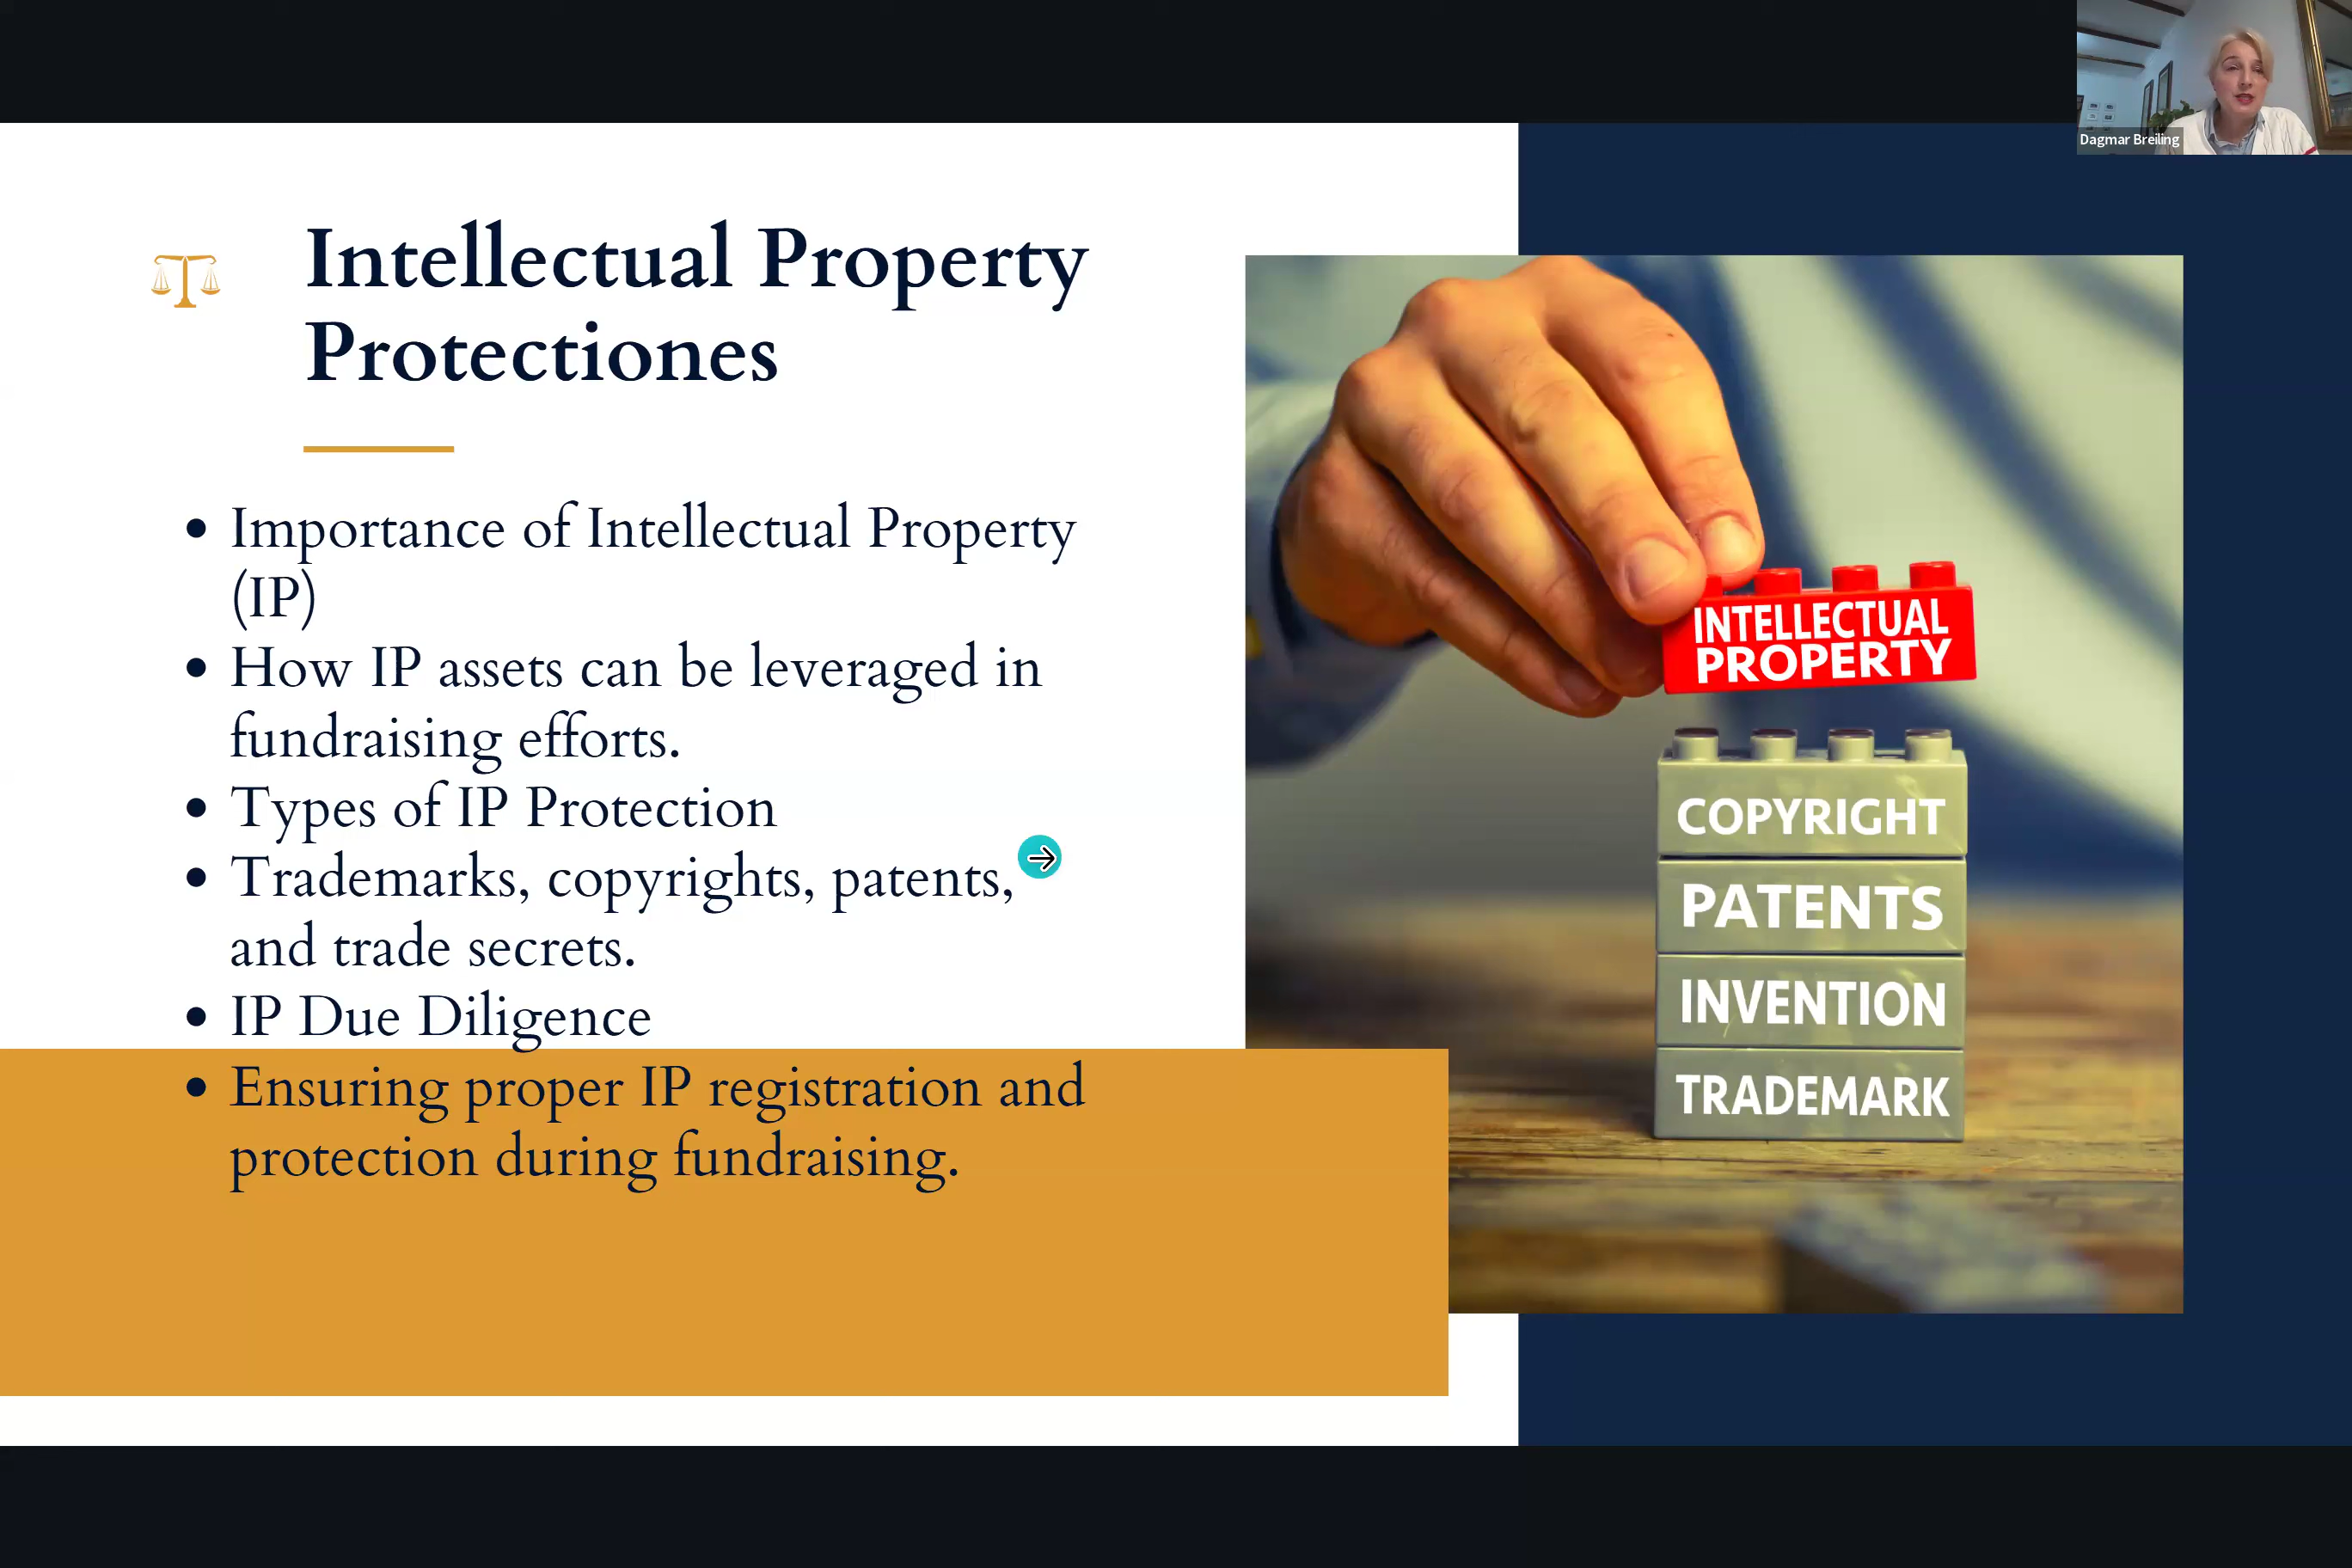 Dagmar Breiling
Intellectual Property
Protectiones
• Importance of Intellectual Property
(IP)
• How IP assets can be leveraged in
fundraising efforts.
• Types of IP Protection
• Trademarks, copyrights, patents,
and trade secrets.
• IP Due Diligence
• Ensuring proper IP registration and
protection during fundraising.
INTELLECTUAL
PROPERTY
COPYRIGHT
PATENTS
INVENTION
TRADEMARK